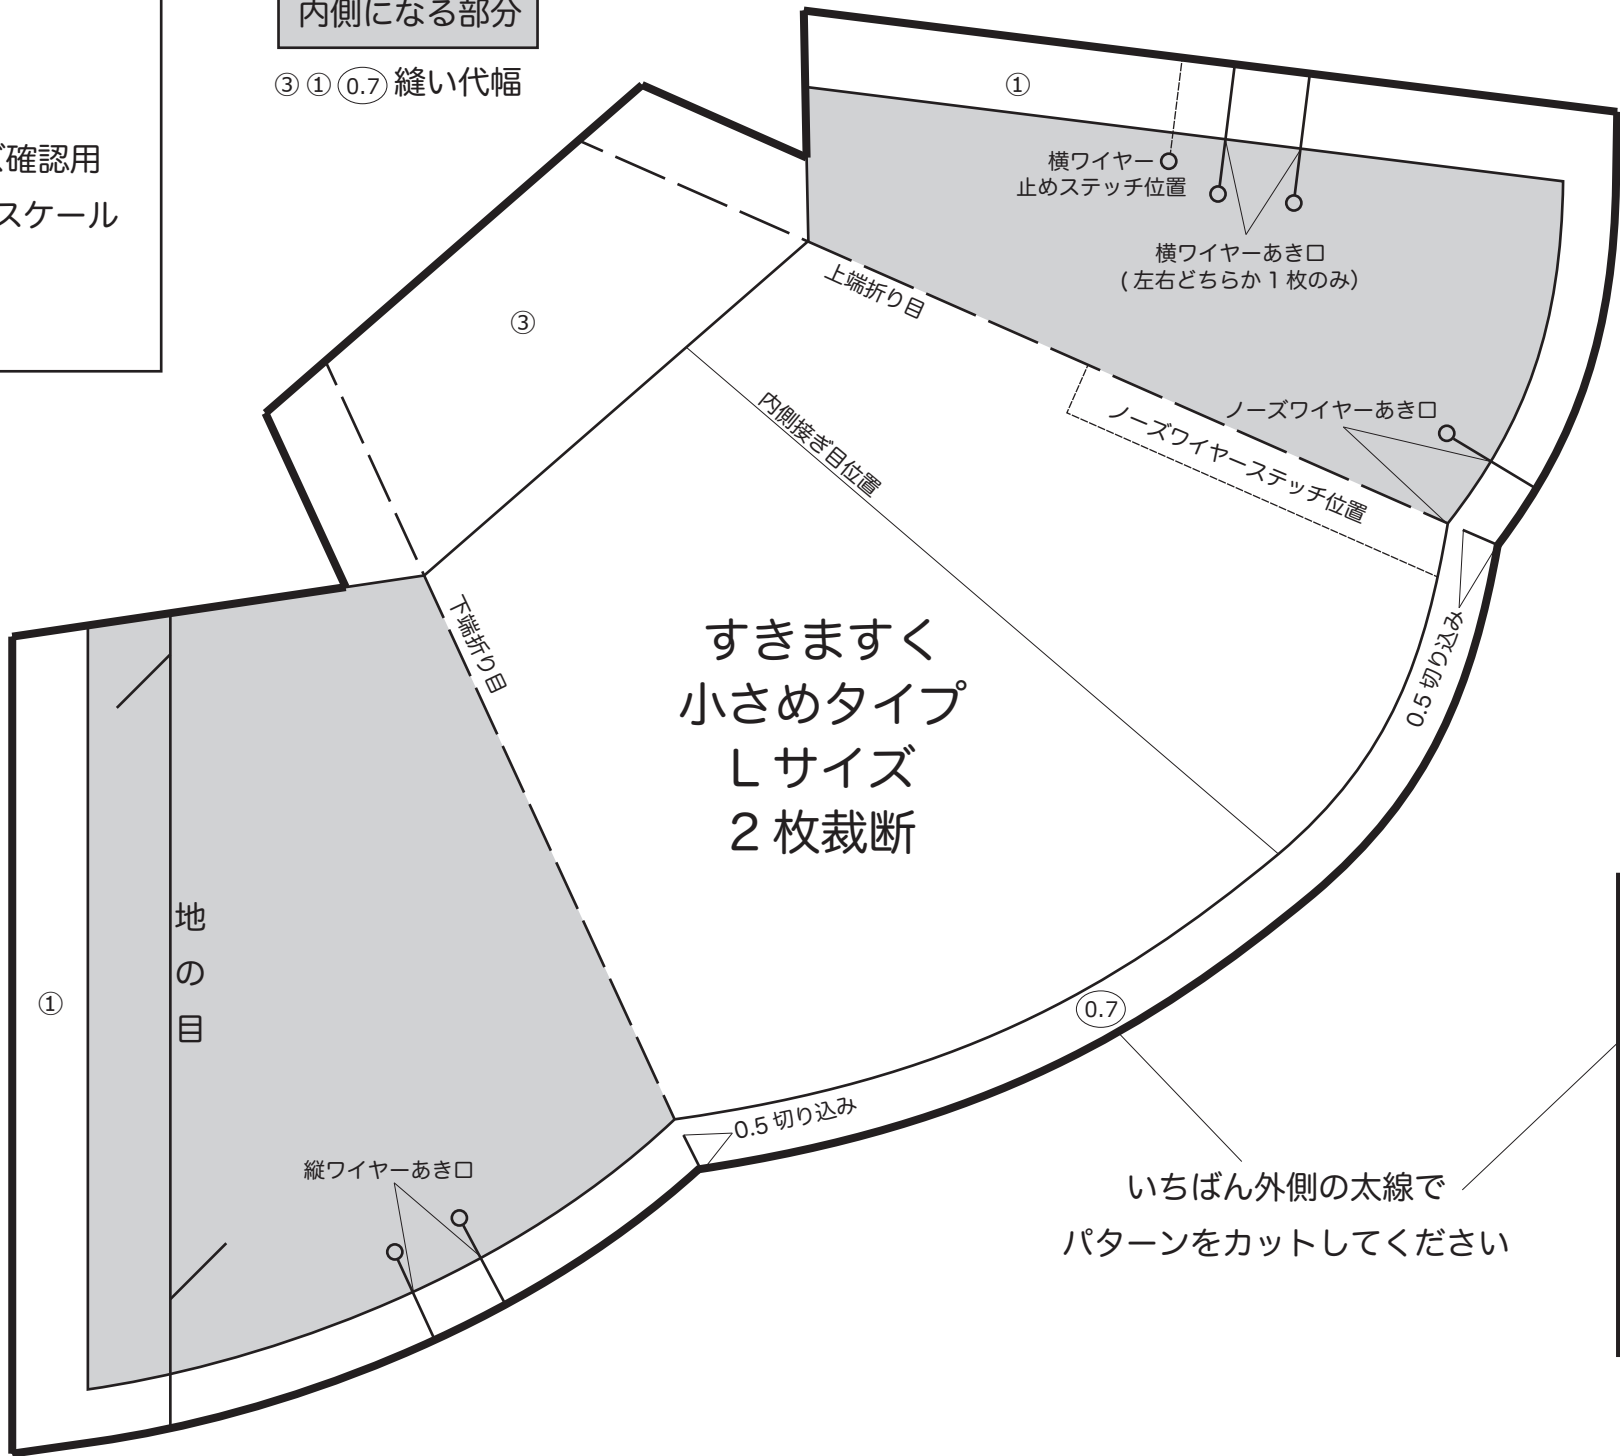 内側になる部分
③ ① 0.7 縫い代幅
確認用
スケール
①
横ワイヤー
止めステッチ位置
横ワイヤーあき口
(左右どちらか1枚のみ)
③
上端折り目
内側接ぎ目位置
ノーズワイヤーあき口
ノーズワイヤーステッチ位置
下端折り目
すきますく
小さめタイプ
Lサイズ
2枚裁断
0.5切り込み
地の目
①
0.7
0.5切り込み
縦ワイヤーあき口
いちばん外側の太線で
パターンをカットしてください